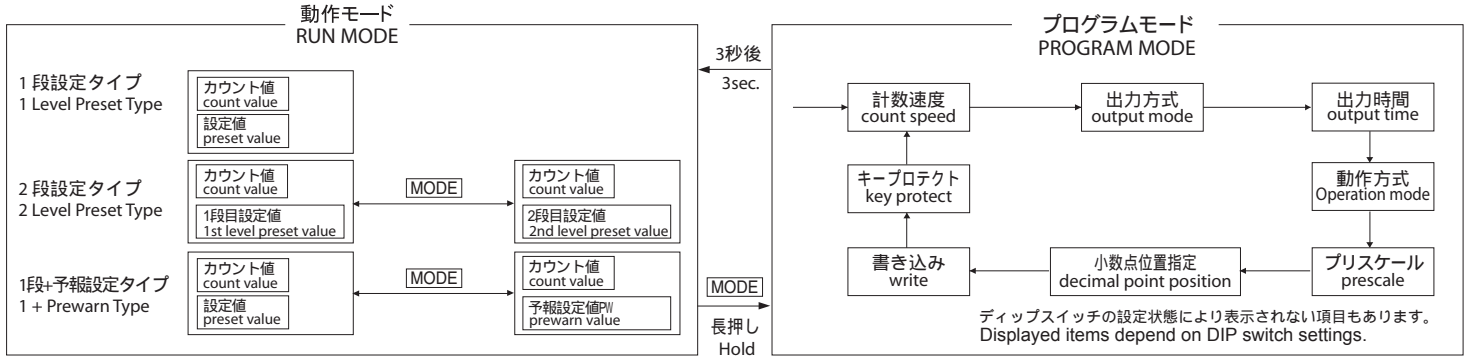 動作モード
RUN MODE
1 段設定タイプ
1 Level Preset Type
カウント値
count value
設定値
preset value
2 段設定タイプ
2 Level Preset Type
カウント値
count value
1段目設定値
1st level preset value
MODE
カウント値
count value
2段目設定値
2nd level preset value
1段+予報設定タイプ
1 + Prewarn Type
カウント値
count value
設定値
preset value
MODE
カウント値
count value
予報設定値PW
prewarn value
3秒後
3sec.
MODE
長押し
Hold
プログラムモード
PROGRAM MODE
計数速度
count speed
出力方式
output mode
出力時間
output time
キープロテクト
key protect
動作方式
Operation mode
書き込み
write
小数点位置指定
decimal point position
プリスケール
prescale
ディップスイッチの設定状態により表示されない項目もあります。
Displayed items depend on DIP switch settings.